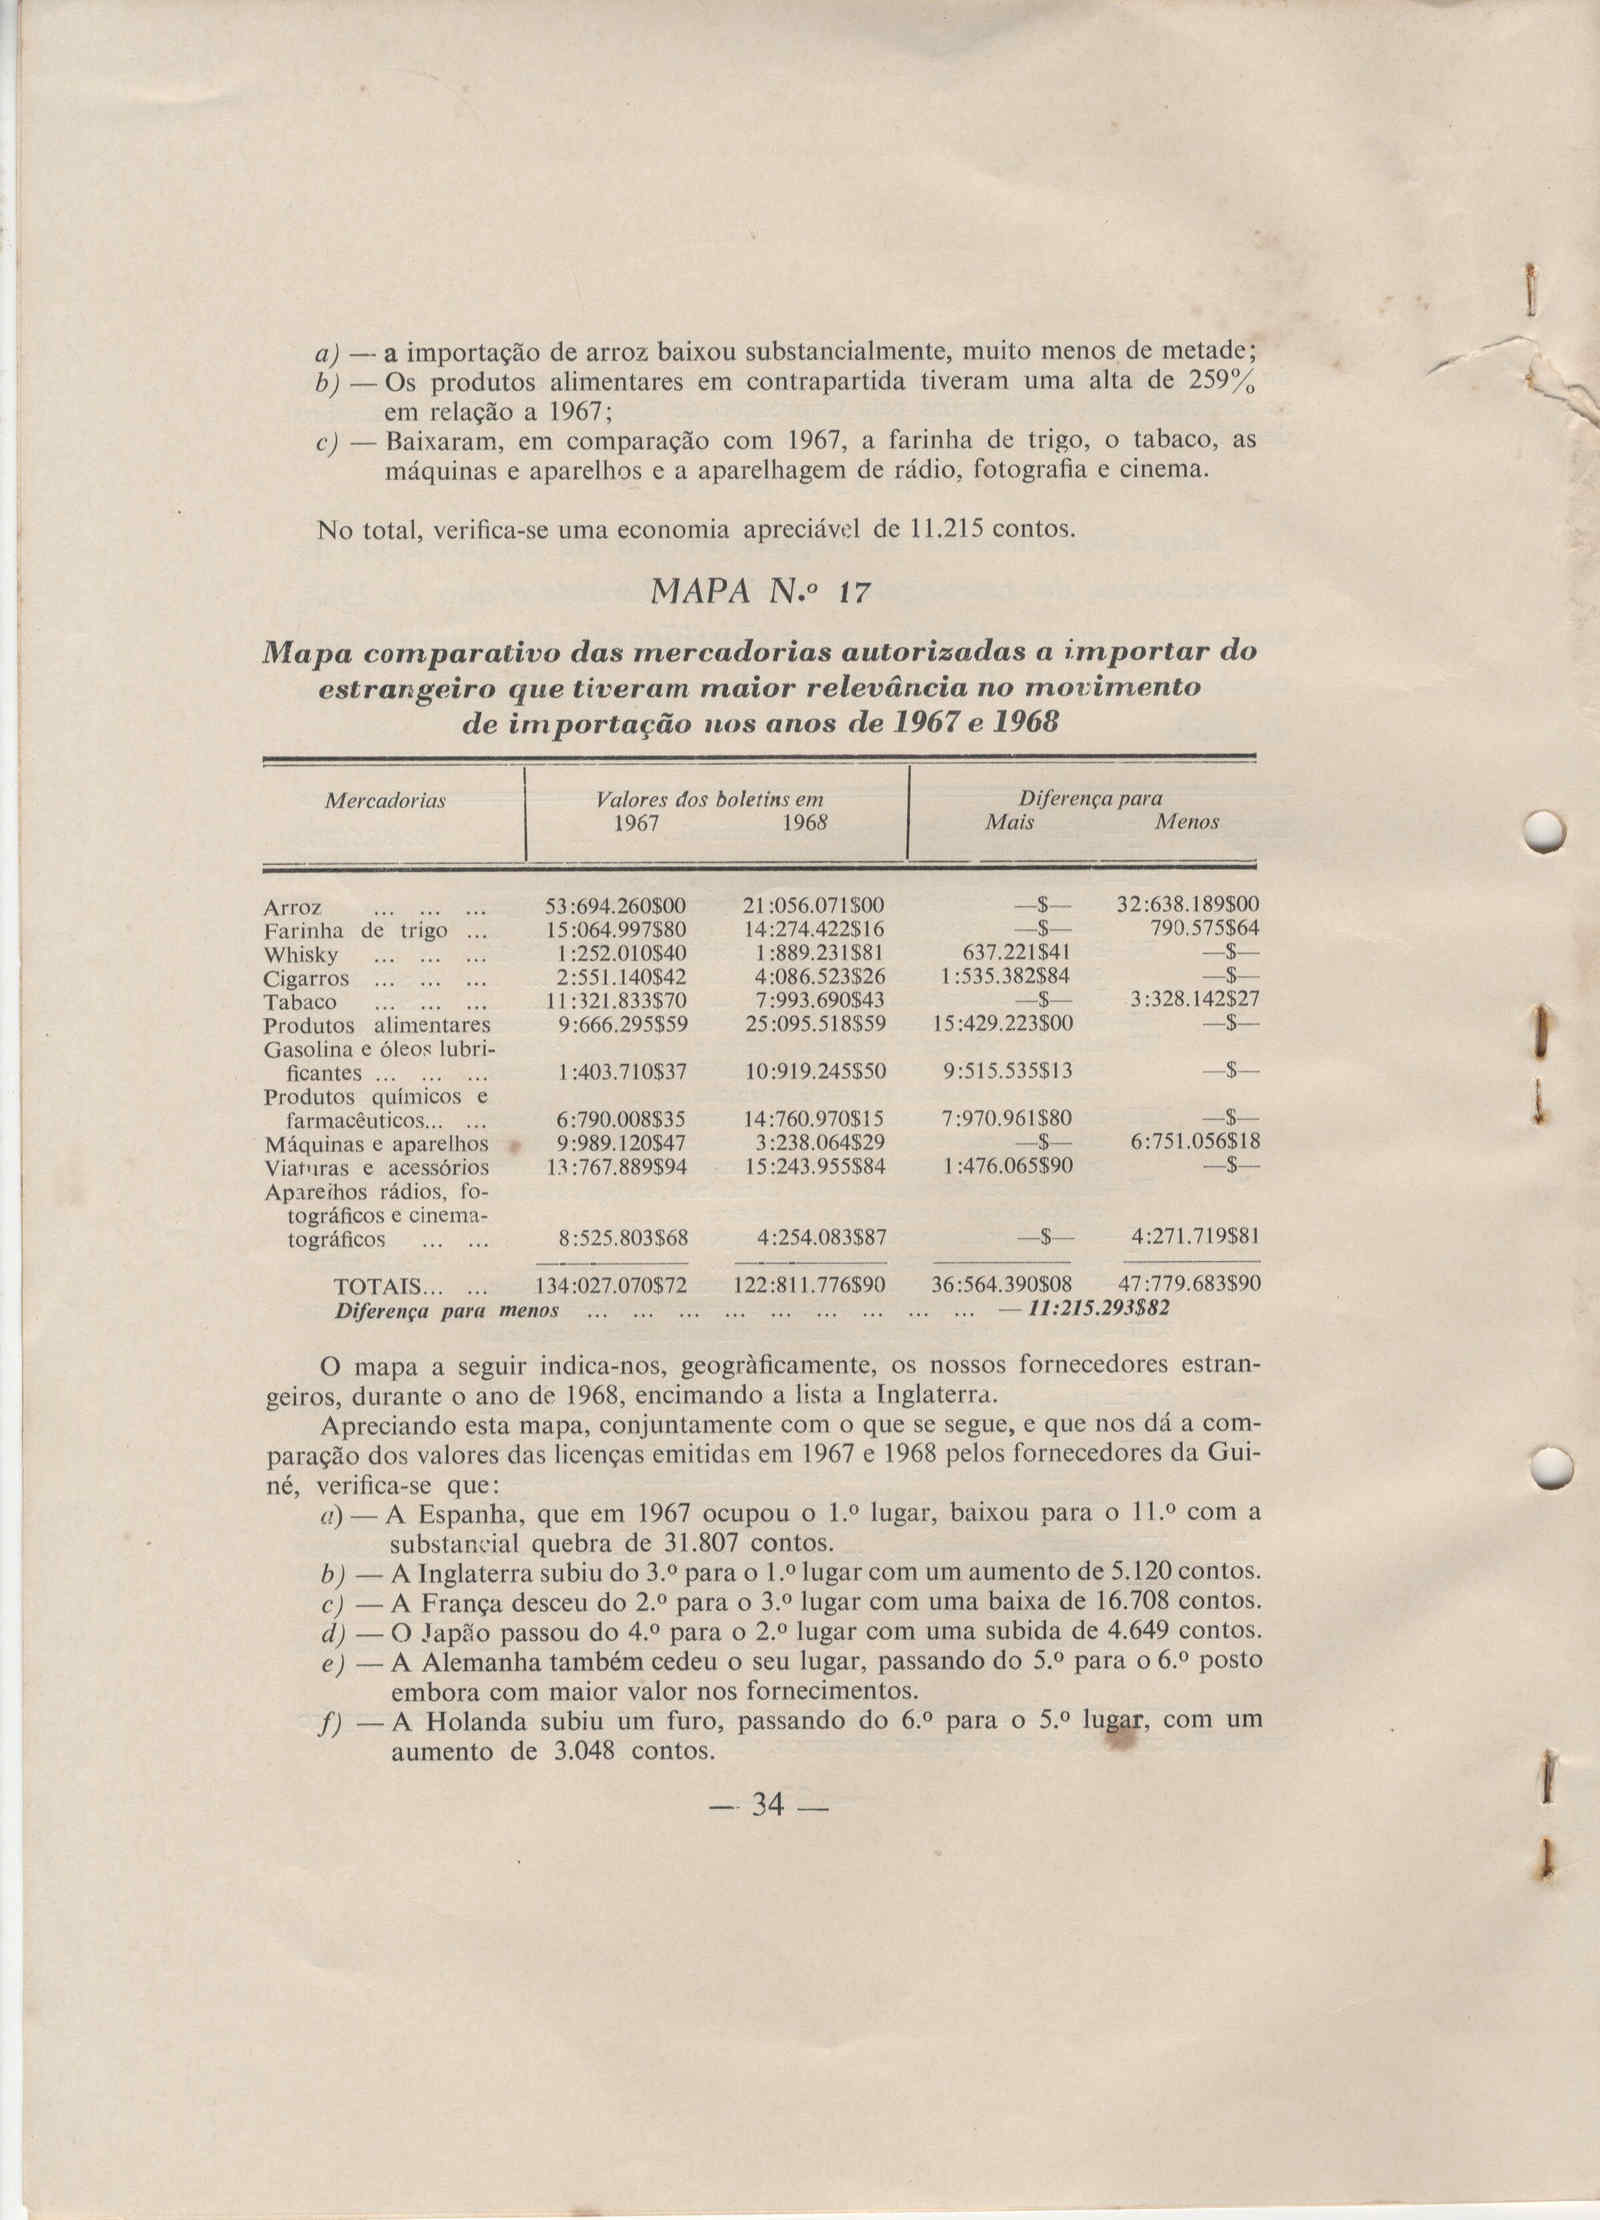 a) — a importação de arroz baixou substancialmente, muito menos de metade;
b) — Os produtos alimentares em contrapartida tiveram uma alta de 259%
em relação a 1967;
c) — Baixaram, em comparação com 1967, a farinha de trigo, o tabaco, as
máquinas e aparelhos e a aparelhagem de rádio, fotografia e cinema.
No total, verifica-se uma economia apreciável de 11.215 contos.
MAPA N.º 17
Mapa comparativo das mercadorias autorizadas a importar do
estrangeiro que tiveram maior relevância no movimento
de importação nos anos de 1967 e 1968
Mercadorias Valores dos boletins em Diferença para
1967 1968 Mais Menos
Arroz ... ... ... 53:694.260$00 21:056.071$00 —$— 32:638.189$00
Farinha de trigo ... 15:064.997$80 14:274.422$16 —$— 790.575$64
Whisky ... ... ... 1:252.010$40 1:889.231$81 637.221$41 —$—
Cigarros ... ... ... 2:551.140$42 4:086.523$26 1:535.382$84 —$—
Tabaco ... ... ... 11:321.833$70 7:993.690$43 —$— 3:328.142$27
Produtos alimentares 9:666.295$59 25:095.518$59 15:429.223$00 —$—
Gasolina e óleos lubri-
ficantes ... ... ... 1:403.710$37 10:919.245$50 9:515.535$13 —$—
Produtos químicos e
farmacêuticos... ... 6:790.008$35 14:760.970$15 7:970.961$80 —$—
Máquinas e aparelhos 9:989.120$47 3:238.064$29 —$— 6:751.056$18
Viaturas e acessórios 13:767.889$94 15:243.955$84 1:476.065$90 —$—
Aparelhos rádios, fo-
tográficos e cinema-
tográficos ... ... 8:525.803$68 4:254.083$87 —$— 4:271.719$81
TOTAIS... ... 134:027.070$72 122:811.776$90 36:564.390$08 47:779.683$90
Diferença para menos ... ... ... ... ... ... ... ... ... — 11:215.293$82
O mapa a seguir indica-nos, geogràficamente, os nossos fornecedores estran-
geiros, durante o ano de 1968, encimando a lista a Inglaterra.
Apreciando esta mapa, conjuntamente com o que se segue, e que nos dá a com-
paração dos valores das licenças emitidas em 1967 e 1968 pelos fornecedores da Gui-
né, verifica-se que:
a) — A Espanha, que em 1967 ocupou o 1.º lugar, baixou para o 11.º com a
substancial quebra de 31.807 contos.
b) — A Inglaterra subiu do 3.º para o 1.º lugar com um aumento de 5.120 contos.
c) — A França desceu do 2.º para o 3.º lugar com uma baixa de 16.708 contos.
d) — O Japão passou do 4.º para o 2.º lugar com uma subida de 4.649 contos.
e) — A Alemanha também cedeu o seu lugar, passando do 5.º para o 6.º posto
embora com maior valor nos fornecimentos.
f) — A Holanda subiu um furo, passando do 6.º para o 5.º lugar, com um
aumento de 3.048 contos.
— 34 —